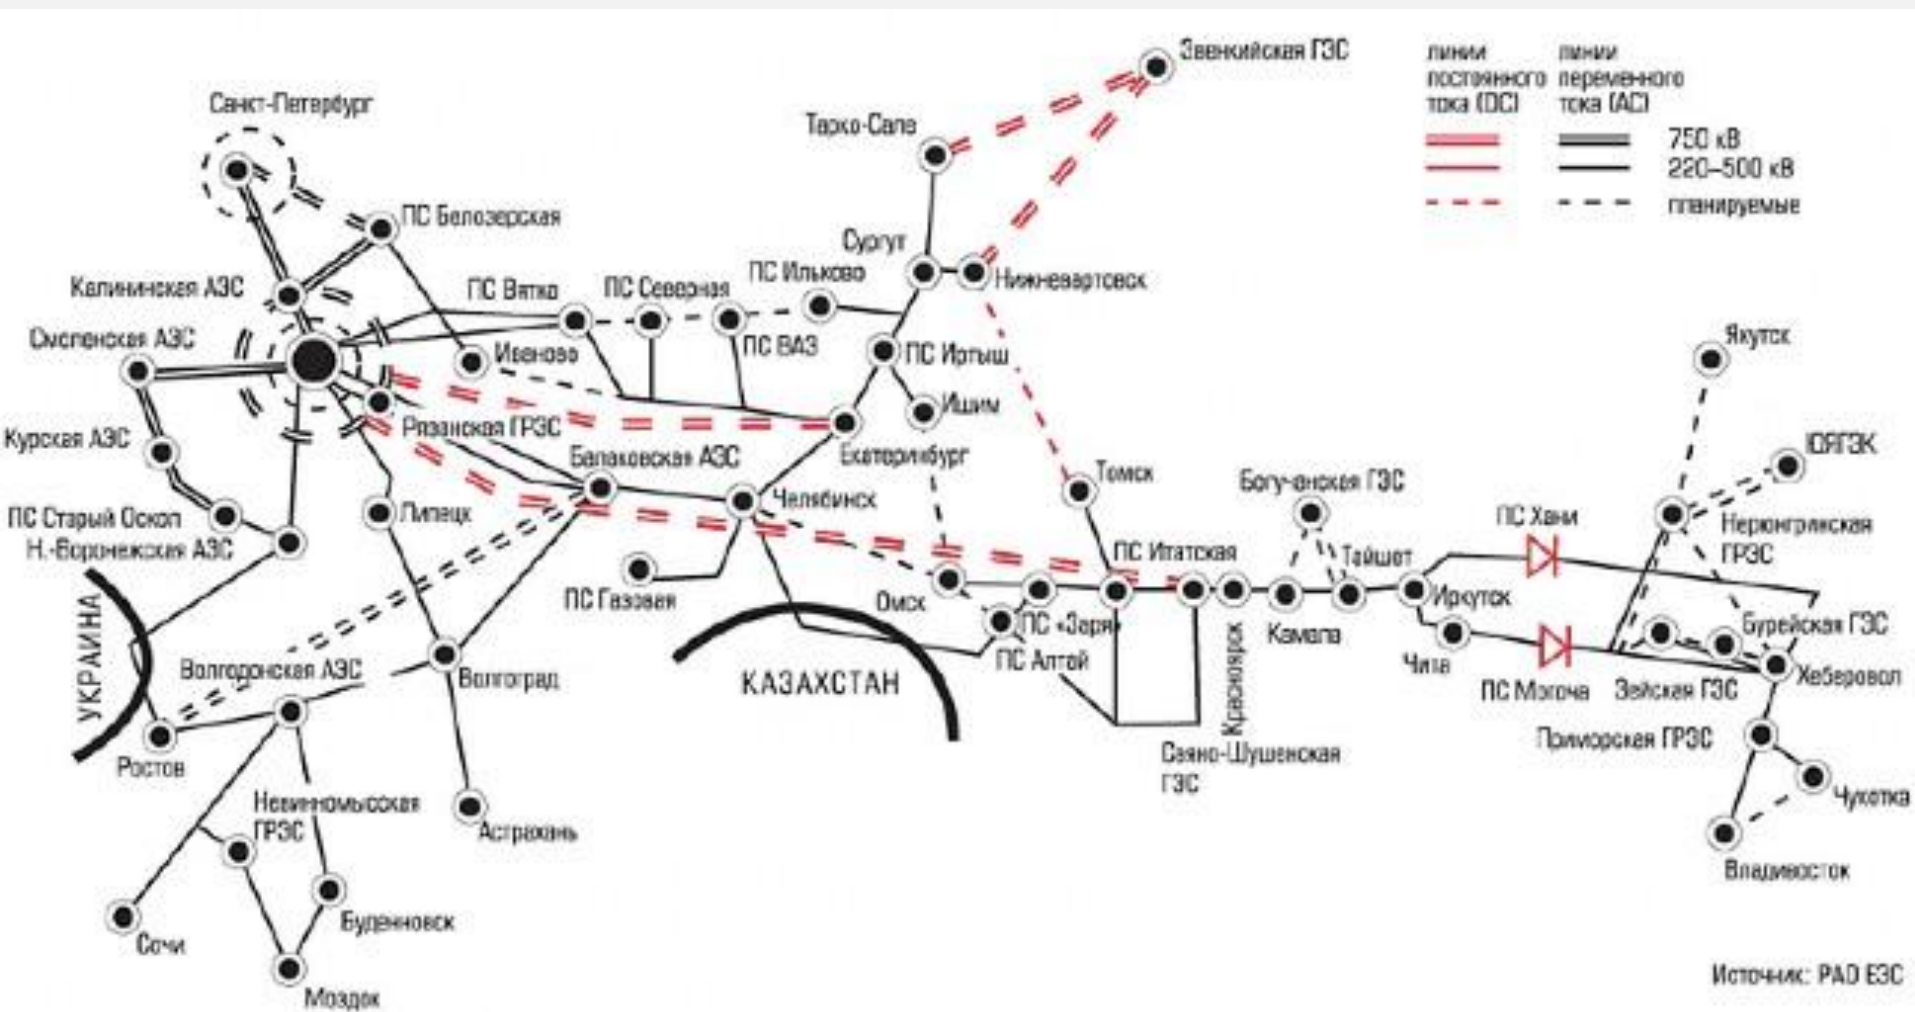 Санкт-Петербург
ПС Белозерская
Калининская АЭС
Смоленская АЭС
Курская АЭС
ПС Старый Оскол
Н.-Воронежская АЭС
УКРАИНА
Ростов
Волгодонская АЭС
Невинномысская
ГРЭС
Сочи
Буденновск
Моздок
Астрахань
Волгоград
Липецк
Рязанская ГРЭС
Иваново
ПС Вятка
ПС Северная
ПС ВАЗ
ПС Ильково
Балаковская АЭС
ПС Газовая
Челябинск
Екатеринбург
КАЗАХСТАН
Тарко-Сале
Сургут
Нижневартовск
ПС Иртыш
Ишим
Эвенкийская ГЭС
Томск
Омск
ПС «Заря»
ПС Алтай
ПС Итатская
Саяно-Шушенская
ГЭС
Красноярск
Камала
Богучанская ГЭС
Тайшет
Иркутск
Чита
ПС Хани
ПС Могоча
Якутск
ЮЯГЭК
Нерюнгринская
ГРЭС
Зейская ГЭС
Бурейская ГЭС
Хабаровск
Приморская ГРЭС
Чукотка
Владивосток
линии
постоянного
тока (DC)
линии
переменного
тока (AC)
750 кВ
220–500 кВ
планируемые
Источник: РАО ЕЭС